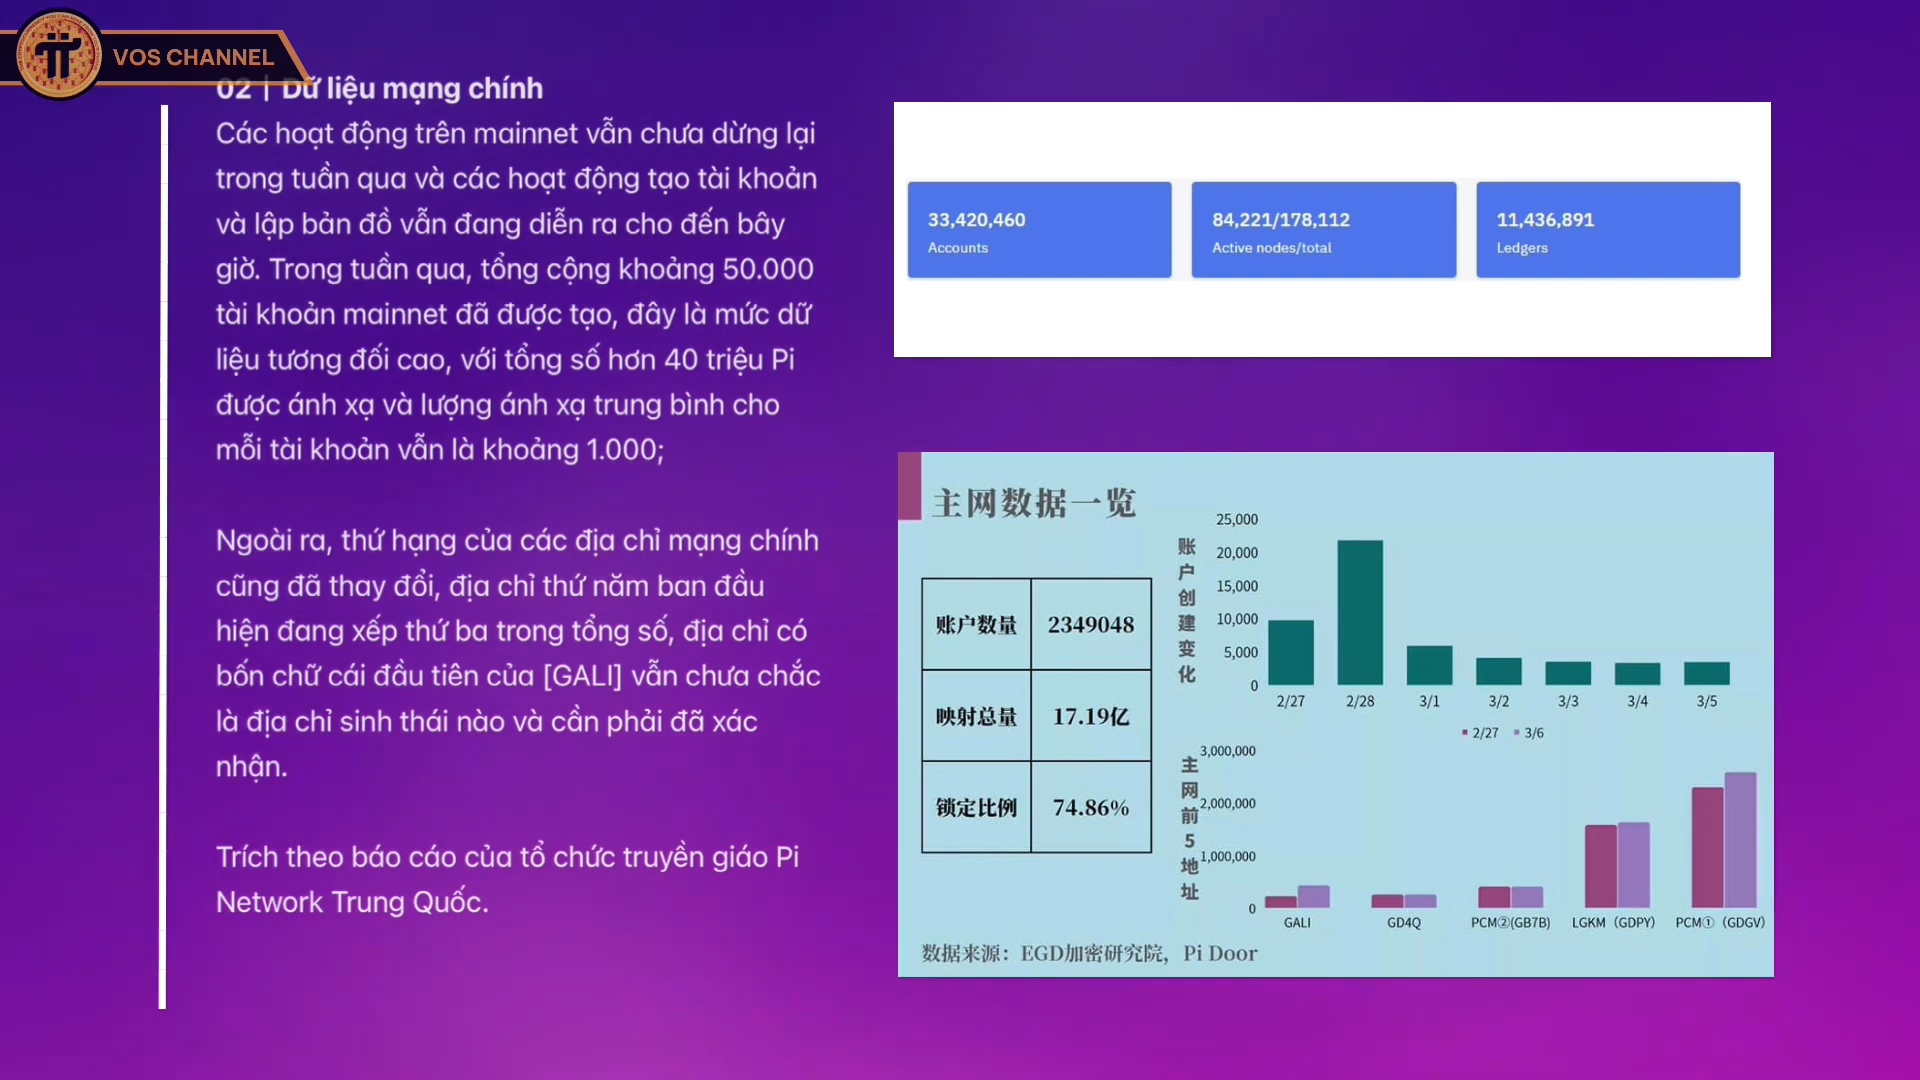 VOS CHANNEL
02 | Dữ liệu mạng chính
Các hoạt động trên mainnet vẫn chưa dừng lại
trong tuần qua và các hoạt động tạo tài khoản
và lập bản đồ vẫn đang diễn ra cho đến bây
giờ. Trong tuần qua, tổng cộng khoảng 50.000
tài khoản mainnet đã được tạo, đây là mức dữ
liệu tương đối cao, với tổng số hơn 40 triệu Pi
được ánh xạ và lượng ánh xạ trung bình cho
mỗi tài khoản vẫn là khoảng 1.000;
Ngoài ra, thứ hạng của các địa chỉ mạng chính
cũng đã thay đổi, địa chỉ thứ năm ban đầu
hiện đang xếp thứ ba trong tổng số, địa chỉ có
bốn chữ cái đầu tiên của [GALI] vẫn chưa chắc
là địa chỉ sinh thái nào và cần phải đã xác
nhận.
Trích theo báo cáo của tổ chức truyền giáo Pi
Network Trung Quốc.
33,420,460
Accounts
84,221/178,112
Active nodes/total
11,436,891
Ledgers
主网数据一览
账户数量 2349048
映射总量 17.19亿
锁定比例 74.86%
账户创建变化
25,000
20,000
15,000
10,000
5,000
0
2/27 2/28 3/1 3/2 3/3 3/4 3/5
2/27 3/6
主网前5地址
3,000,000
2,000,000
1,000,000
0
GALI GD4Q PCM②(GB7B) LGKM（GDPY） PCM①（GDGV）
数据来源：EGD加密研究院，Pi Door